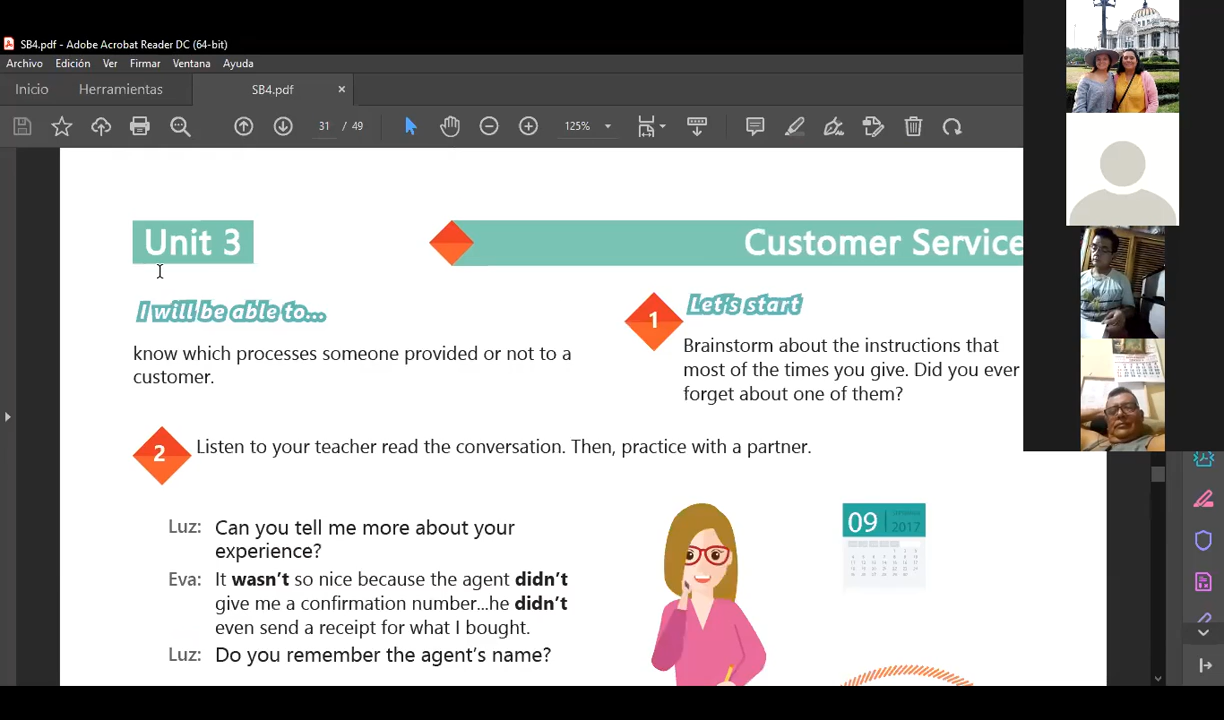 SB4.pdf - Adobe Acrobat Reader DC (64-bit)
Archivo Edición Ver Firmar Ventana Ayuda
Inicio Herramientas SB4.pdf ×
31 / 49 125%
Unit 3
Customer Service
I will be able to...
know which processes someone provided or not to a
customer.
1
Let's start
Brainstorm about the instructions that
most of the times you give. Did you ever
forget about one of them?
2
Listen to your teacher read the conversation. Then, practice with a partner.
Luz: Can you tell me more about your
experience?
Eva: It wasn't so nice because the agent didn't
give me a confirmation number...he didn't
even send a receipt for what I bought.
Luz: Do you remember the agent's name?
09
2017